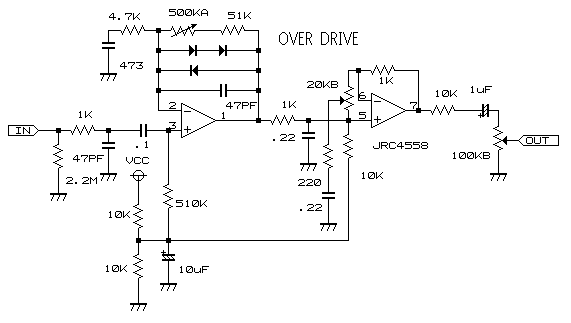 4.7K
500KA
51K
OVER DRIVE
473
47PF
20KB
1K
2
1
1K
6
7
10K
1uF
IN
1K
3
5
.1
.22
JRC4558
OUT
47PF
VCC
100KB
2.2M
220
10K
510K
10K
.22
10K
10uF